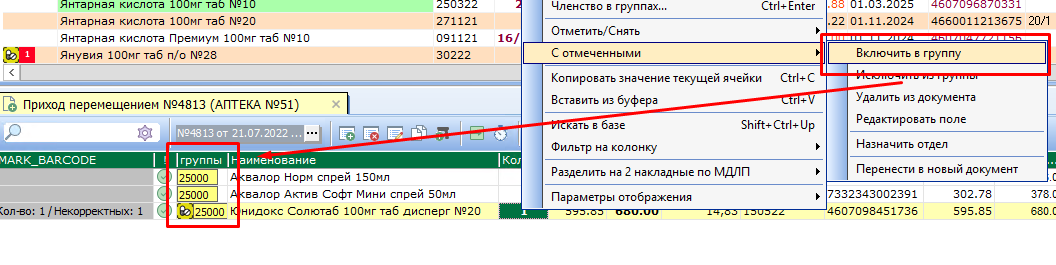 Янтарная кислота 100мг таб №10 250322 2
Янтарная кислота 100мг таб №20 271121
Янтарная кислота Премиум 100мг таб №10 091121 16/
1 Янувия 100мг таб п/о №28 30222
.88 01.03.2025 4607096870331
.22 01.11.2024 4660011213675 20/1
Членство в группах... Ctrl+Enter
Отметить/Снять
С отмеченными
Копировать значение текущей ячейки Ctrl+C
Вставить из буфера Ctrl+V
Искать в базе Shift+Ctrl+Up
Фильтр на колонку
Разделить на 2 накладные по МДЛП
Параметры отображения
Включить в группу
Исключить из группы
Удалить из документа
Редактировать поле
Назначить отдел
Перенести в новый документ
Приход перемещением №4813 (АПТЕКА №51)
№4813 от 21.07.2022 ... ...
MARK_BARCODE ! группы Наименование Кол
25000 Аквалор Норм спрей 150мл
25000 Аквалор Актив Софт Мини спрей 50мл 7332343002391 302.78 378.0
Кол-во: 1 / Некорректных: 1 25000 Юнидокс Солютаб 100мг таб дисперг №20 1 595.85 680.00 14,83 150522 4607098451736 595.85 680.0